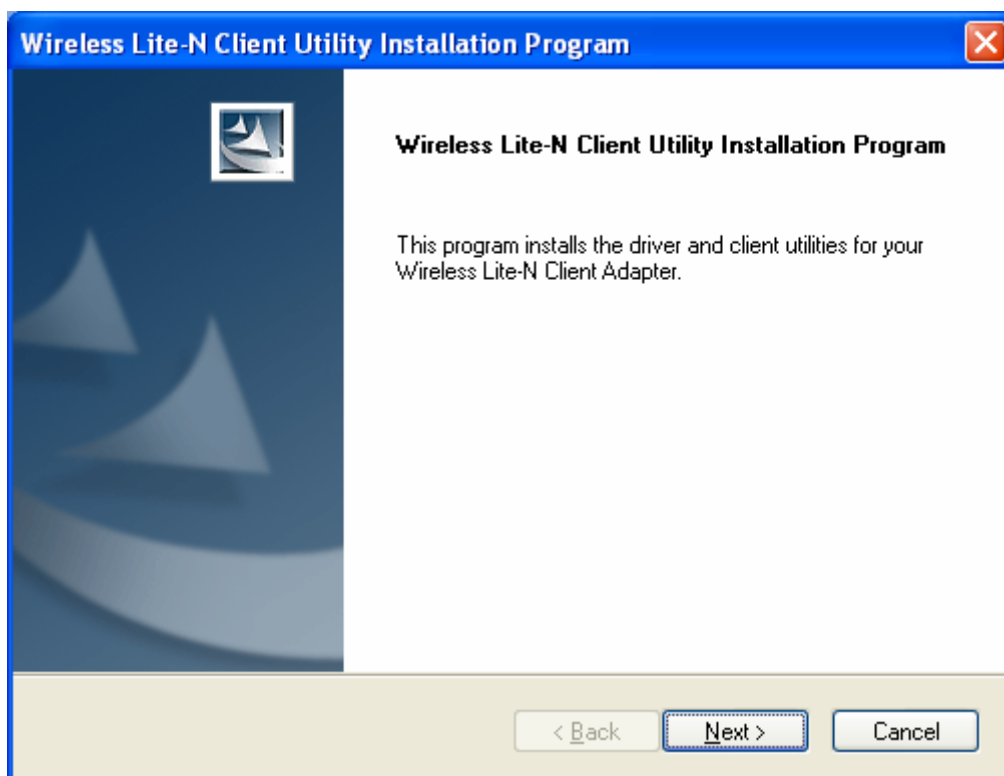 Wireless Lite-N Client Utility Installation Program
Wireless Lite-N Client Utility Installation Program
This program installs the driver and client utilities for your
Wireless Lite-N Client Adapter.
< Back
Next >
Cancel